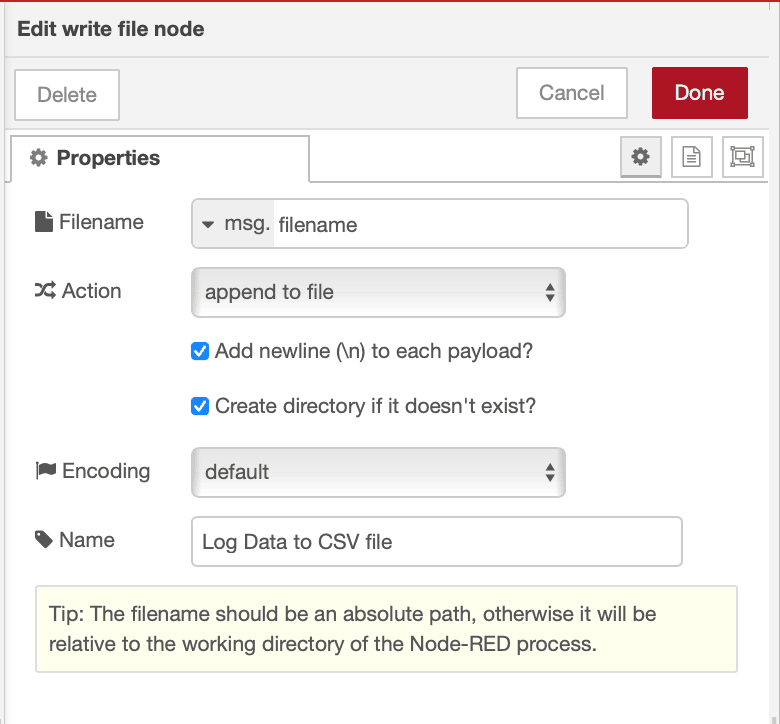 Edit write file node
Delete
Cancel
Done
Properties
Filename
msg. filename
Action
append to file
Add newline (\n) to each payload?
Create directory if it doesn't exist?
Encoding
default
Name
Log Data to CSV file
Tip: The filename should be an absolute path, otherwise it will be
relative to the working directory of the Node-RED process.